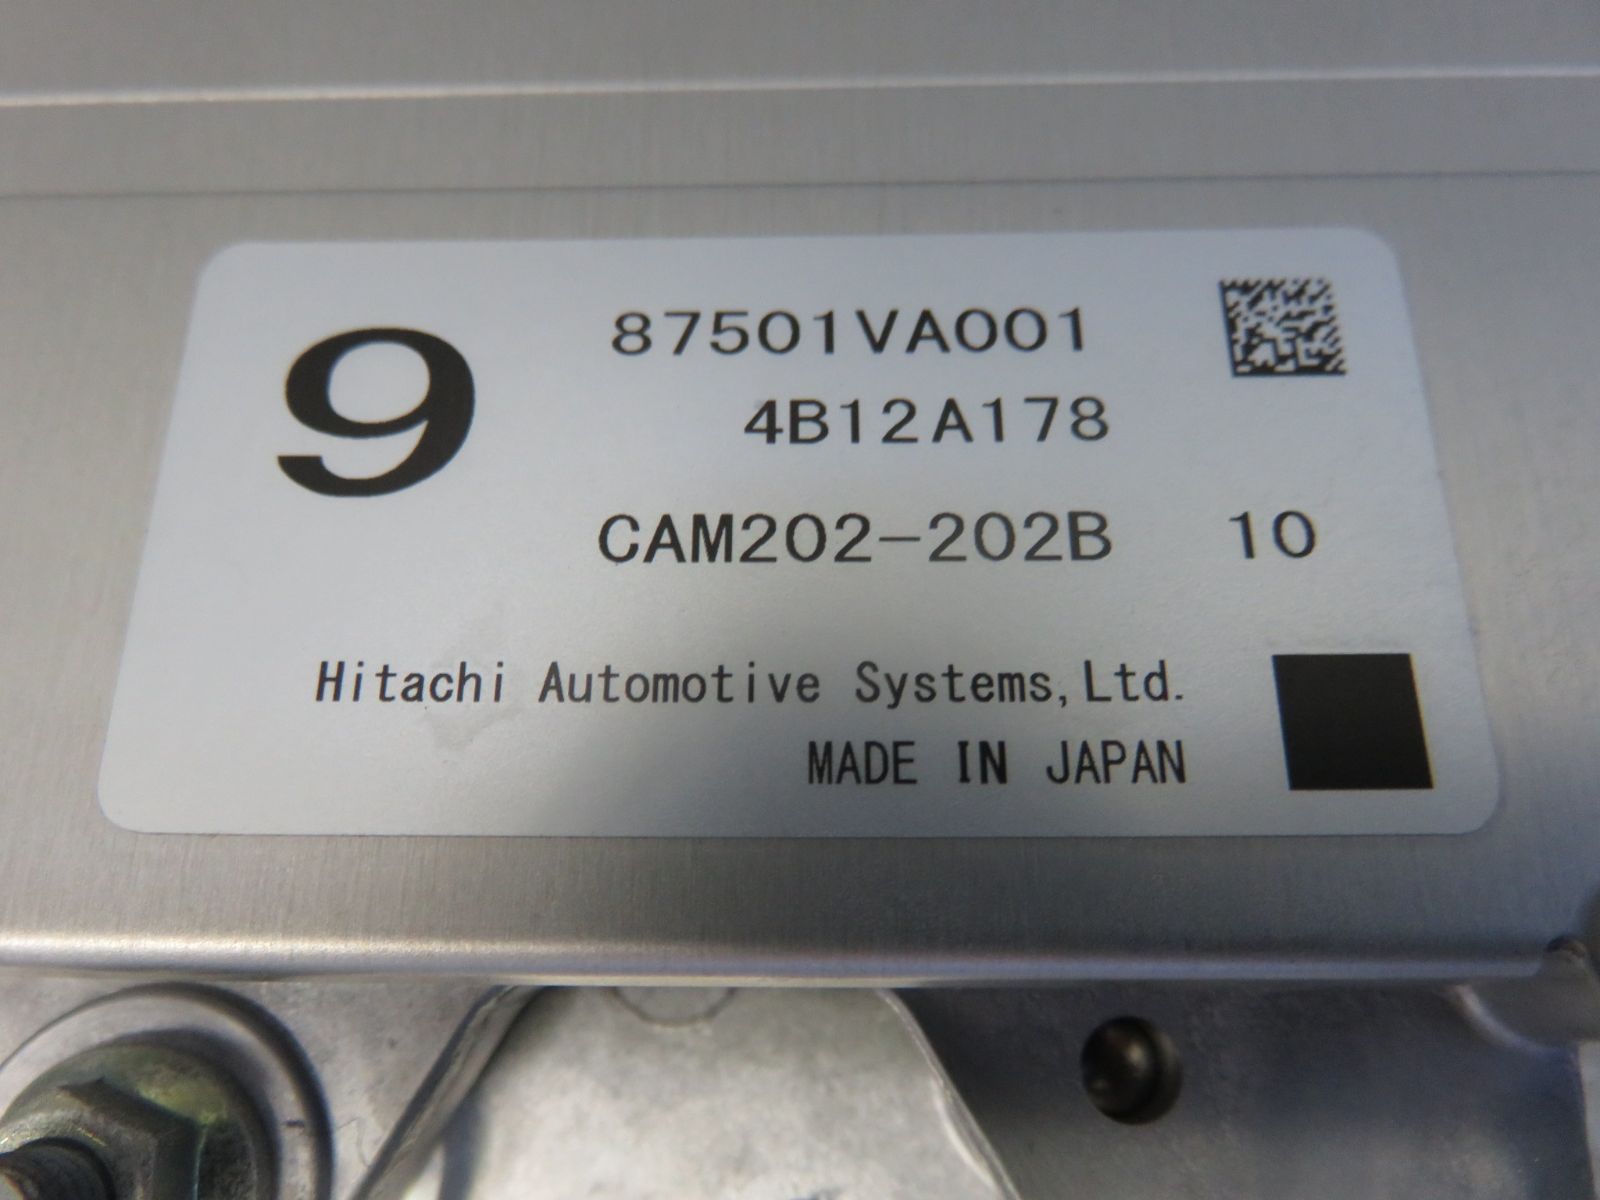 9
87501VA001
4B12A178
CAM202-202B 10
Hitachi Automotive Systems, Ltd.
MADE IN JAPAN